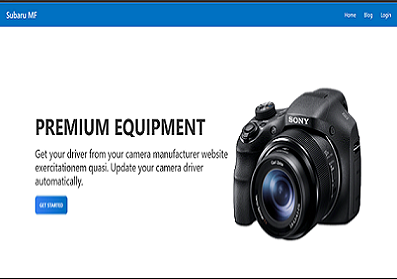 Subaru MF
Home Blog Login
PREMIUM EQUIPMENT
Get your driver from your camera manufacturer website
exercitationem quasi. Update your camera driver
automatically.
GET STARTED
SONY